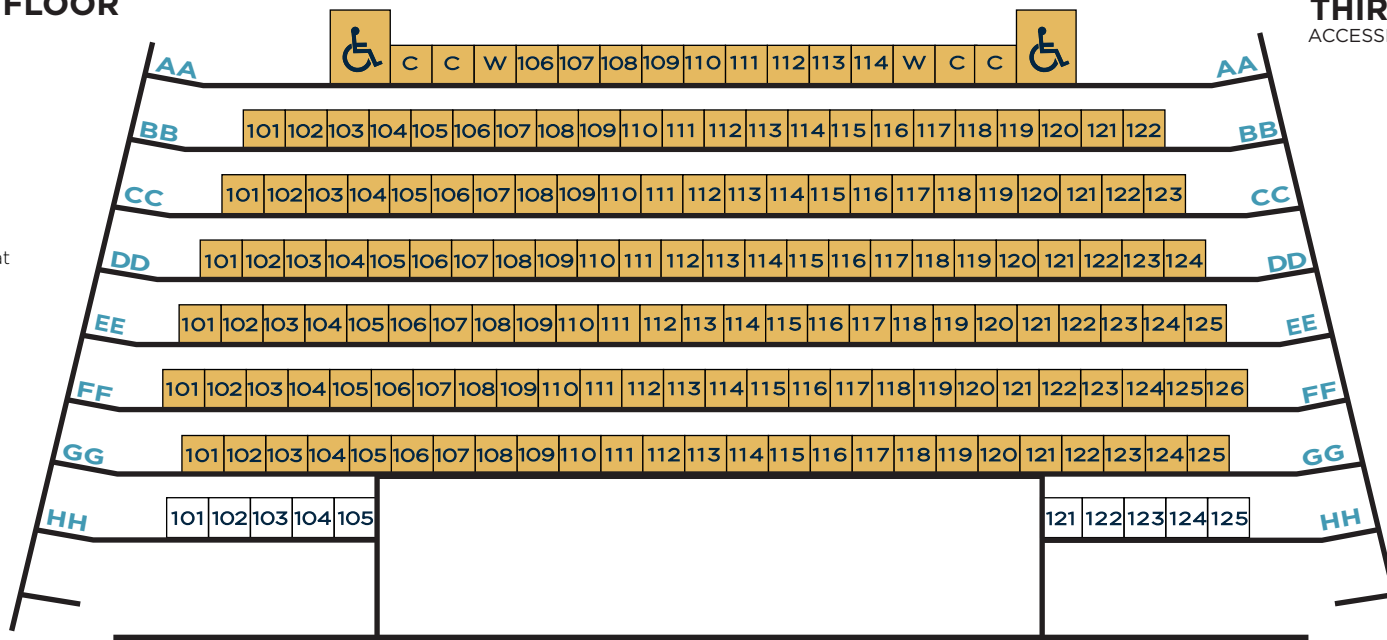 FLOOR
THIR
ACCESSI
AA C C W 106 107 108 109 110 111 112 113 114 W C C AA
BB 101 102 103 104 105 106 107 108 109 110 111 112 113 114 115 116 117 118 119 120 121 122 BB
CC 101 102 103 104 105 106 107 108 109 110 111 112 113 114 115 116 117 118 119 120 121 122 123 CC
at
DD 101 102 103 104 105 106 107 108 109 110 111 112 113 114 115 116 117 118 119 120 121 122 123 124 DD
EE 101 102 103 104 105 106 107 108 109 110 111 112 113 114 115 116 117 118 119 120 121 122 123 124 125 EE
FF 101 102 103 104 105 106 107 108 109 110 111 112 113 114 115 116 117 118 119 120 121 122 123 124 125 126 FF
GG 101 102 103 104 105 106 107 108 109 110 111 112 113 114 115 116 117 118 119 120 121 122 123 124 125 GG
HH 101 102 103 104 105 121 122 123 124 125 HH